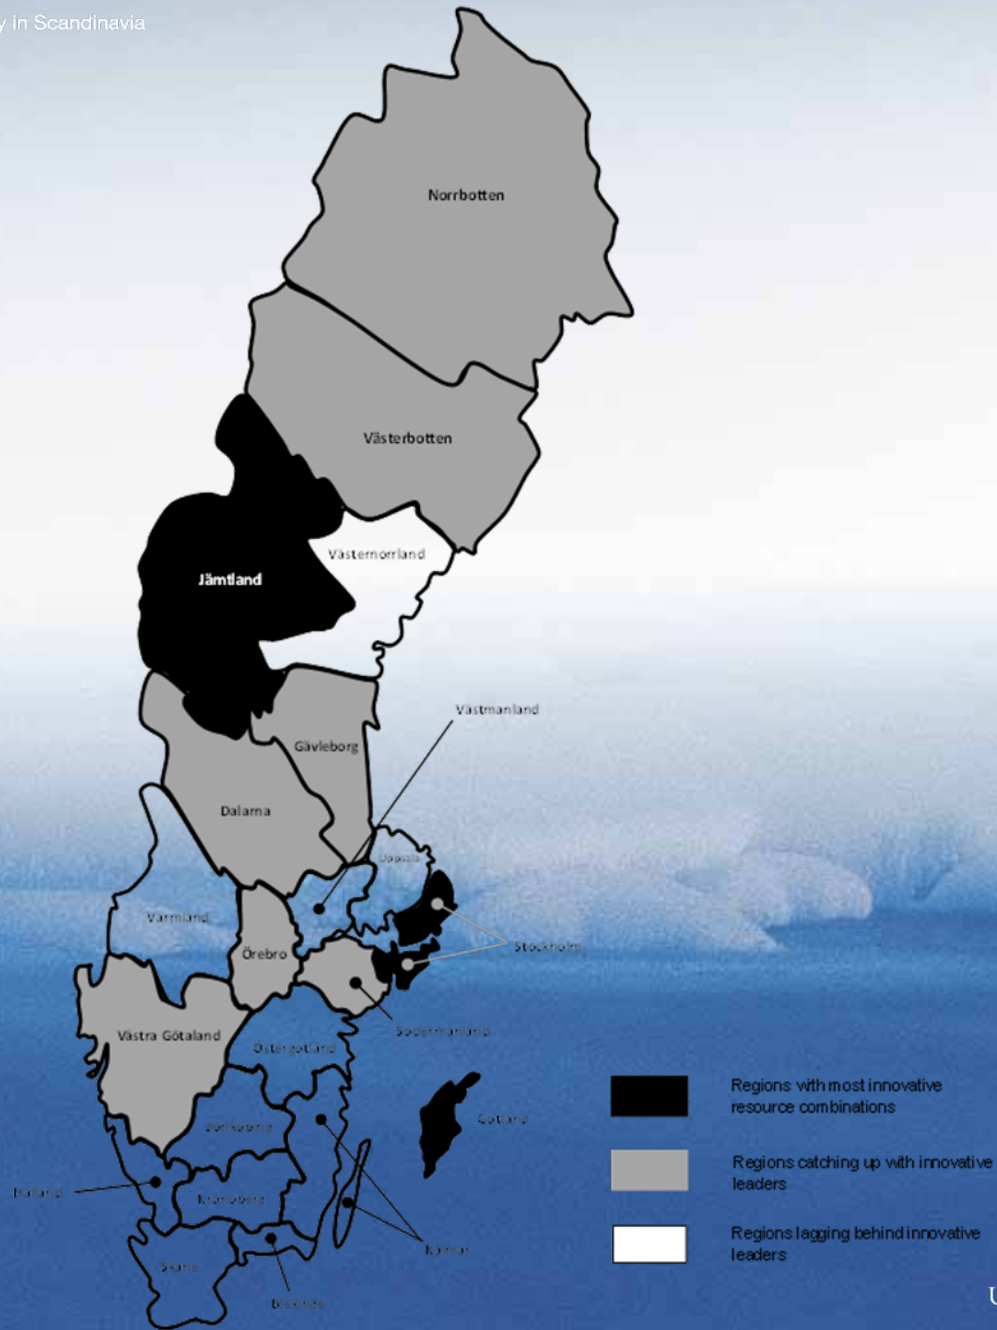 y in Scandinavia
Norrbotten
Västerbotten
Västernorrland
Jämtland
Västmanland
Gävleborg
Dalarna
Uppsala
Värmland
Örebro
Stockholm
Södermanland
Västra Götaland
Östergötland
Gotland
Jönköping
Halland
Kronoberg
Kalmar
Skåne
Blekinge
Regions with most innovative
resource combinations
Regions catching up with innovative
leaders
Regions lagging behind innovative
leaders
U